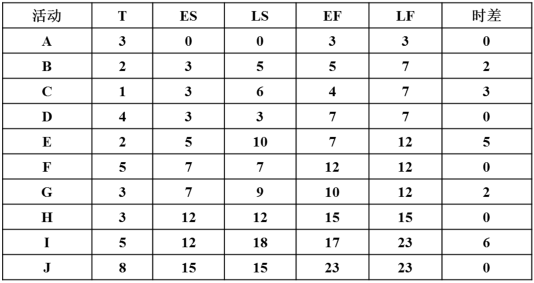 活动 T ES LS EF LF 时差
A 3 0 0 3 3 0
B 2 3 5 5 7 2
C 1 3 6 4 7 3
D 4 3 3 7 7 0
E 2 5 10 7 12 5
F 5 7 7 12 12 0
G 3 7 9 10 12 2
H 3 12 12 15 15 0
I 5 12 18 17 23 6
J 8 15 15 23 23 0